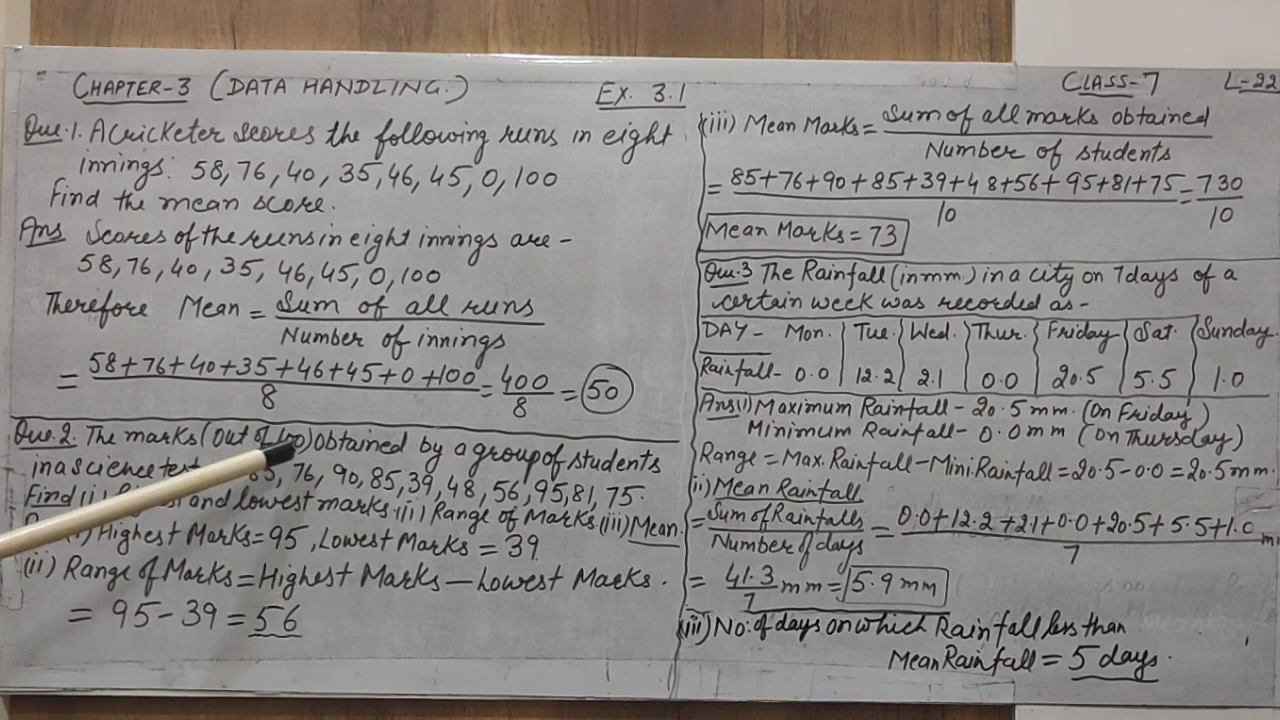 CHAPTER-3 (DATA HANDLING.)
EX. 3.1
Que.1. A Cricketer scores the following runs in eight
innings: 58, 76, 40, 35, 46, 45, 0, 100
Find the mean score.
Ans Scores of the runs in eight innings are -
58, 76, 40, 35, 46, 45, 0, 100
Therefore Mean = Sum of all runs
Number of innings
= 58+76+40+35+46+45+0+100 = 400 = 50
8 8
Que.2. The marks (out of 100) obtained by a group of students
in a science test 85, 76, 90, 85, 39, 48, 56, 95, 81, 75.
Find (i) and lowest marks (ii) Range of Marks (iii) Mean.
Highest Marks = 95, Lowest Marks = 39
(ii) Range of Marks = Highest Marks - Lowest Marks.
= 95 - 39 = 56
CLASS-7 L-22
(iii) Mean Marks = Sum of all marks obtained
Number of students
= 85+76+90+85+39+48+56+95+81+75 = 730
10 10
Mean Marks = 73
Que.3 The Rainfall (in mm.) in a city on 7 days of a
certain week was recorded as -
DAY - Mon. Tue. Wed. Thur. Friday Sat. Sunday
Rainfall - 0.0 12.2 2.1 0.0 20.5 5.5 1.0
Ans (i) Maximum Rainfall - 20.5 mm. (On Friday)
Minimum Rainfall - 0.0 mm (On Thursday)
Range = Max. Rainfall - Mini. Rainfall = 20.5 - 0.0 = 20.5 mm.
(ii) Mean Rainfall
= Sum of Rainfalls = 0.0+12.2+2.1+0.0+20.5+5.5+1.0 m
Number of days 7
= 41.3 mm = 5.9 mm
7
(iii) No. of days on which Rainfall less than
Mean Rainfall = 5 days.